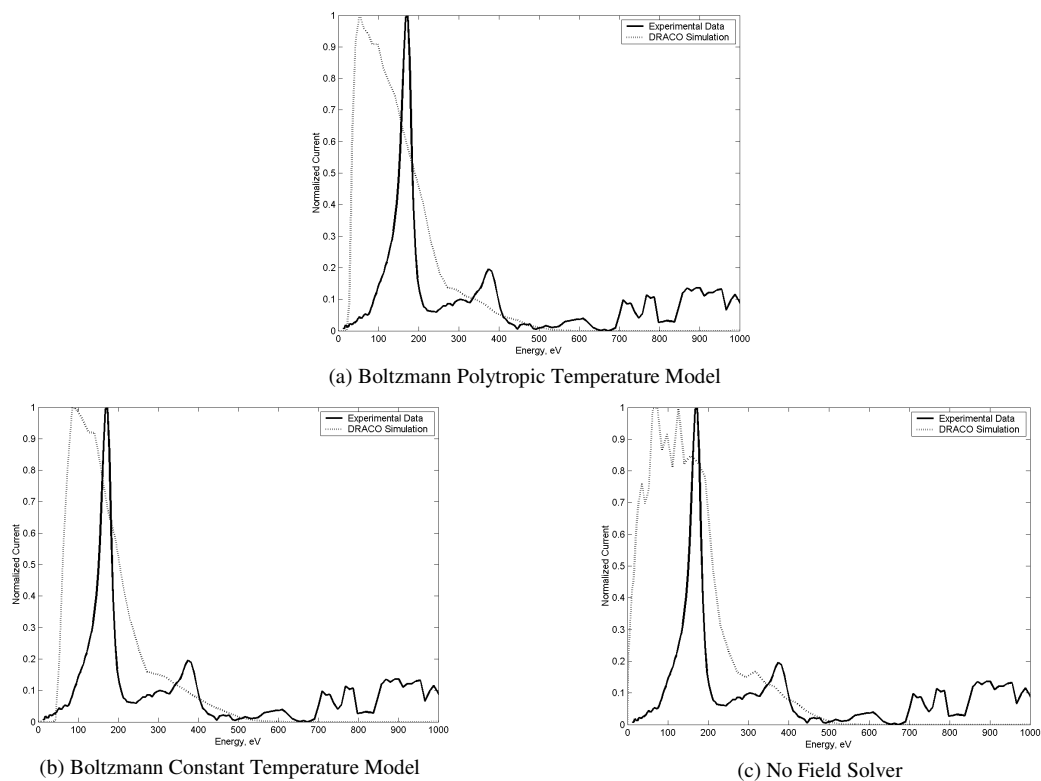 Experimental Data
DRACO Simulation
Normalized Current
1
0.9
0.8
0.7
0.6
0.5
0.4
0.3
0.2
0.1
0
0 100 200 300 400 500 600 700 800 900 1000
Energy, eV
(a) Boltzmann Polytropic Temperature Model
Experimental Data
DRACO Simulation
Normalized Current
1
0.9
0.8
0.7
0.6
0.5
0.4
0.3
0.2
0.1
0
0 100 200 300 400 500 600 700 800 900 1000
Energy, eV
(b) Boltzmann Constant Temperature Model
Experimental Data
DRACO Simulation
Normalized Current
1
0.9
0.8
0.7
0.6
0.5
0.4
0.3
0.2
0.1
0
0 100 200 300 400 500 600 700 800 900 1000
Energy, eV
(c) No Field Solver